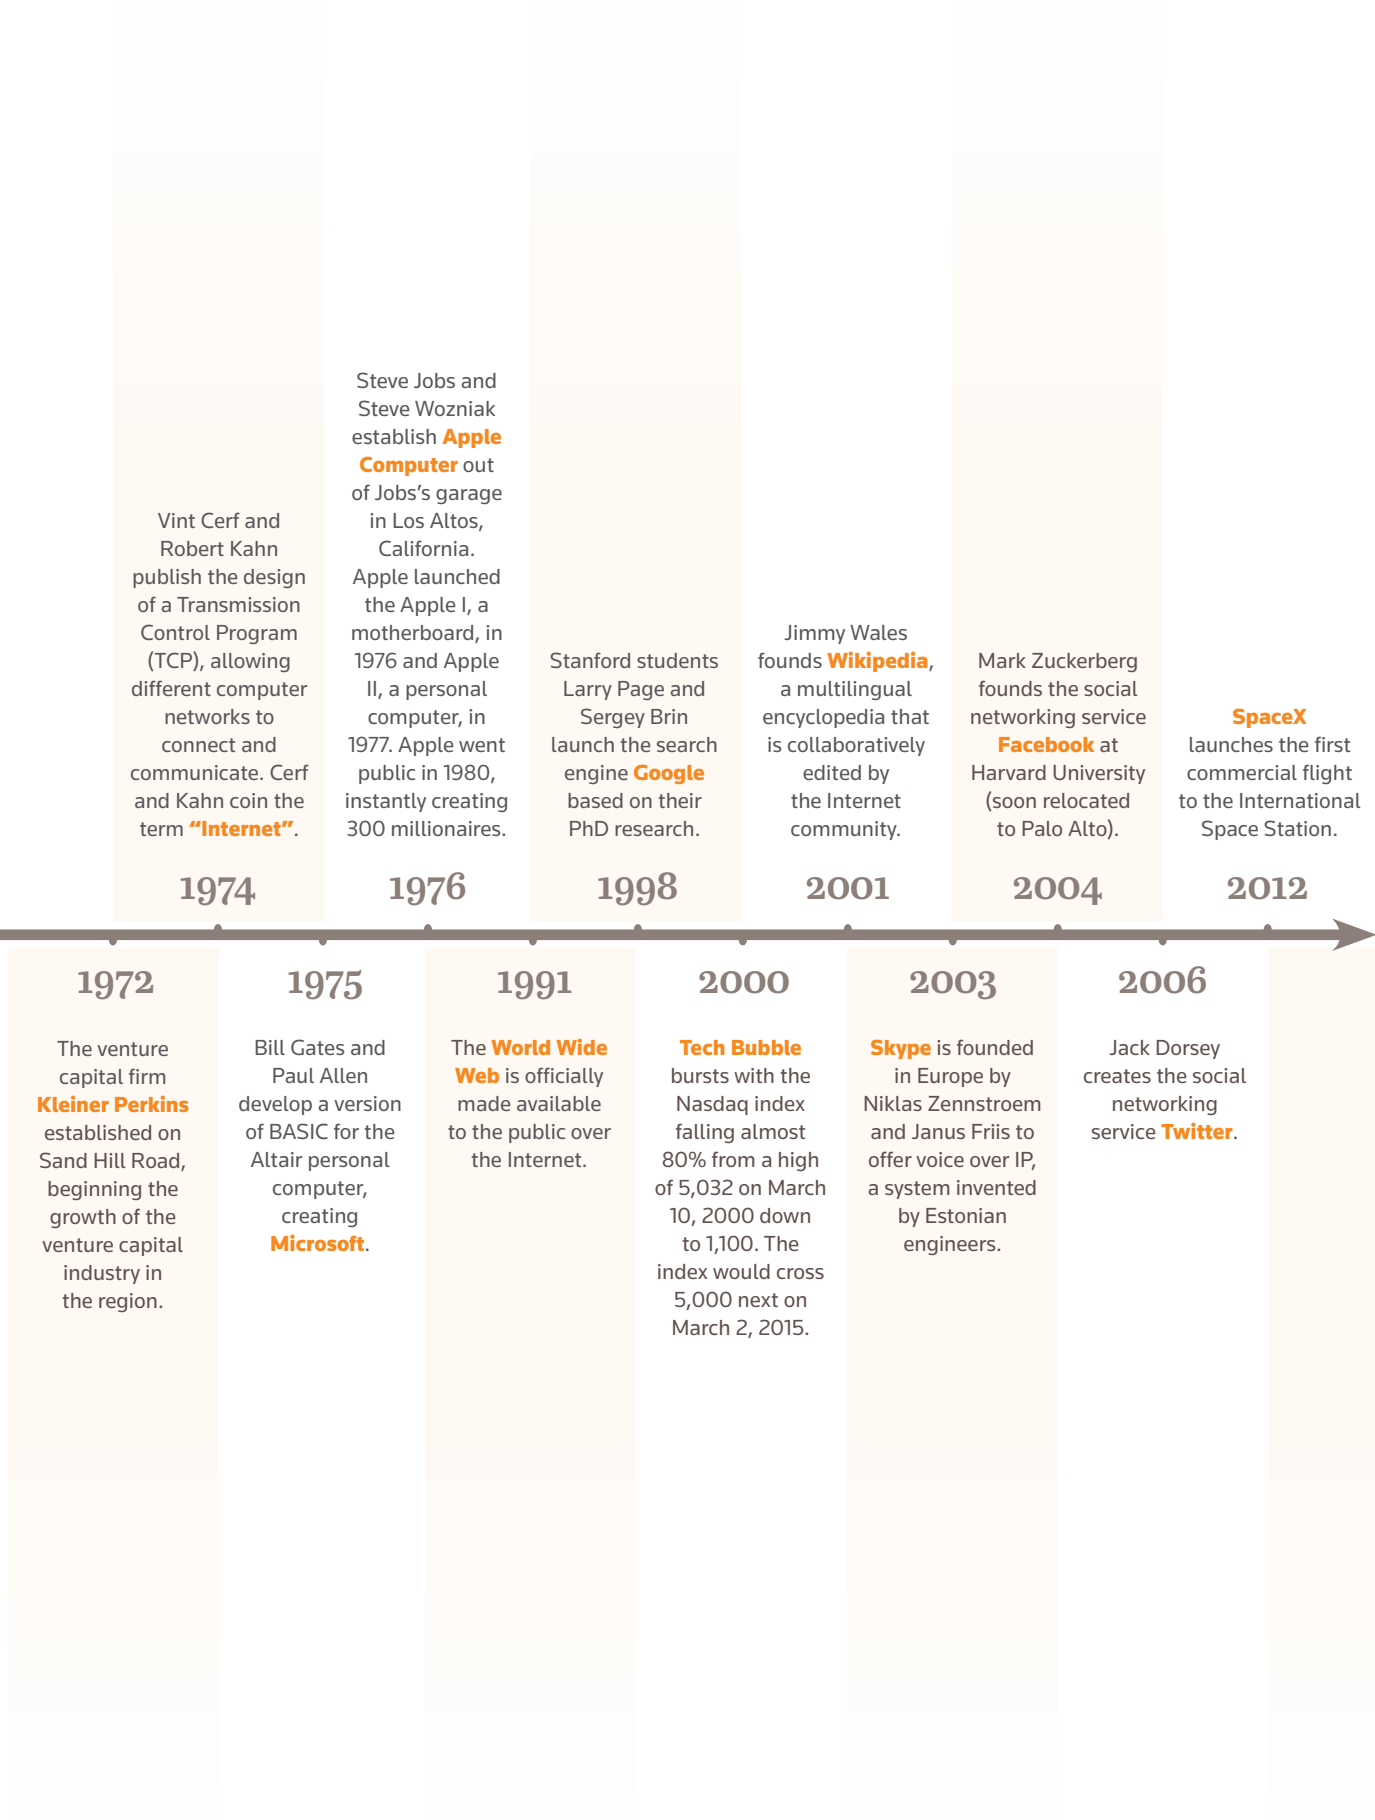 Vint Cerf and
Robert Kahn
publish the design
of a Transmission
Control Program
(TCP), allowing
different computer
networks to
connect and
communicate. Cerf
and Kahn coin the
term “Internet”.
1974
Steve Jobs and
Steve Wozniak
establish Apple
Computer out
of Jobs’s garage
in Los Altos,
California.
Apple launched
the Apple I, a
motherboard, in
1976 and Apple
II, a personal
computer, in
1977. Apple went
public in 1980,
instantly creating
300 millionaires.
1976
Stanford students
Larry Page and
Sergey Brin
launch the search
engine Google
based on their
PhD research.
1998
Jimmy Wales
founds Wikipedia,
a multilingual
encyclopedia that
is collaboratively
edited by
the Internet
community.
2001
Mark Zuckerberg
founds the social
networking service
Facebook at
Harvard University
(soon relocated
to Palo Alto).
2004
SpaceX
launches the first
commercial flight
to the International
Space Station.
2012
1972
The venture
capital firm
Kleiner Perkins
established on
Sand Hill Road,
beginning the
growth of the
venture capital
industry in
the region.
1975
Bill Gates and
Paul Allen
develop a version
of BASIC for the
Altair personal
computer,
creating
Microsoft.
1991
The World Wide
Web is officially
made available
to the public over
the Internet.
2000
Tech Bubble
bursts with the
Nasdaq index
falling almost
80% from a high
of 5,032 on March
10, 2000 down
to 1,100. The
index would cross
5,000 next on
March 2, 2015.
2003
Skype is founded
in Europe by
Niklas Zennstroem
and Janus Friis to
offer voice over IP,
a system invented
by Estonian
engineers.
2006
Jack Dorsey
creates the social
networking
service Twitter.